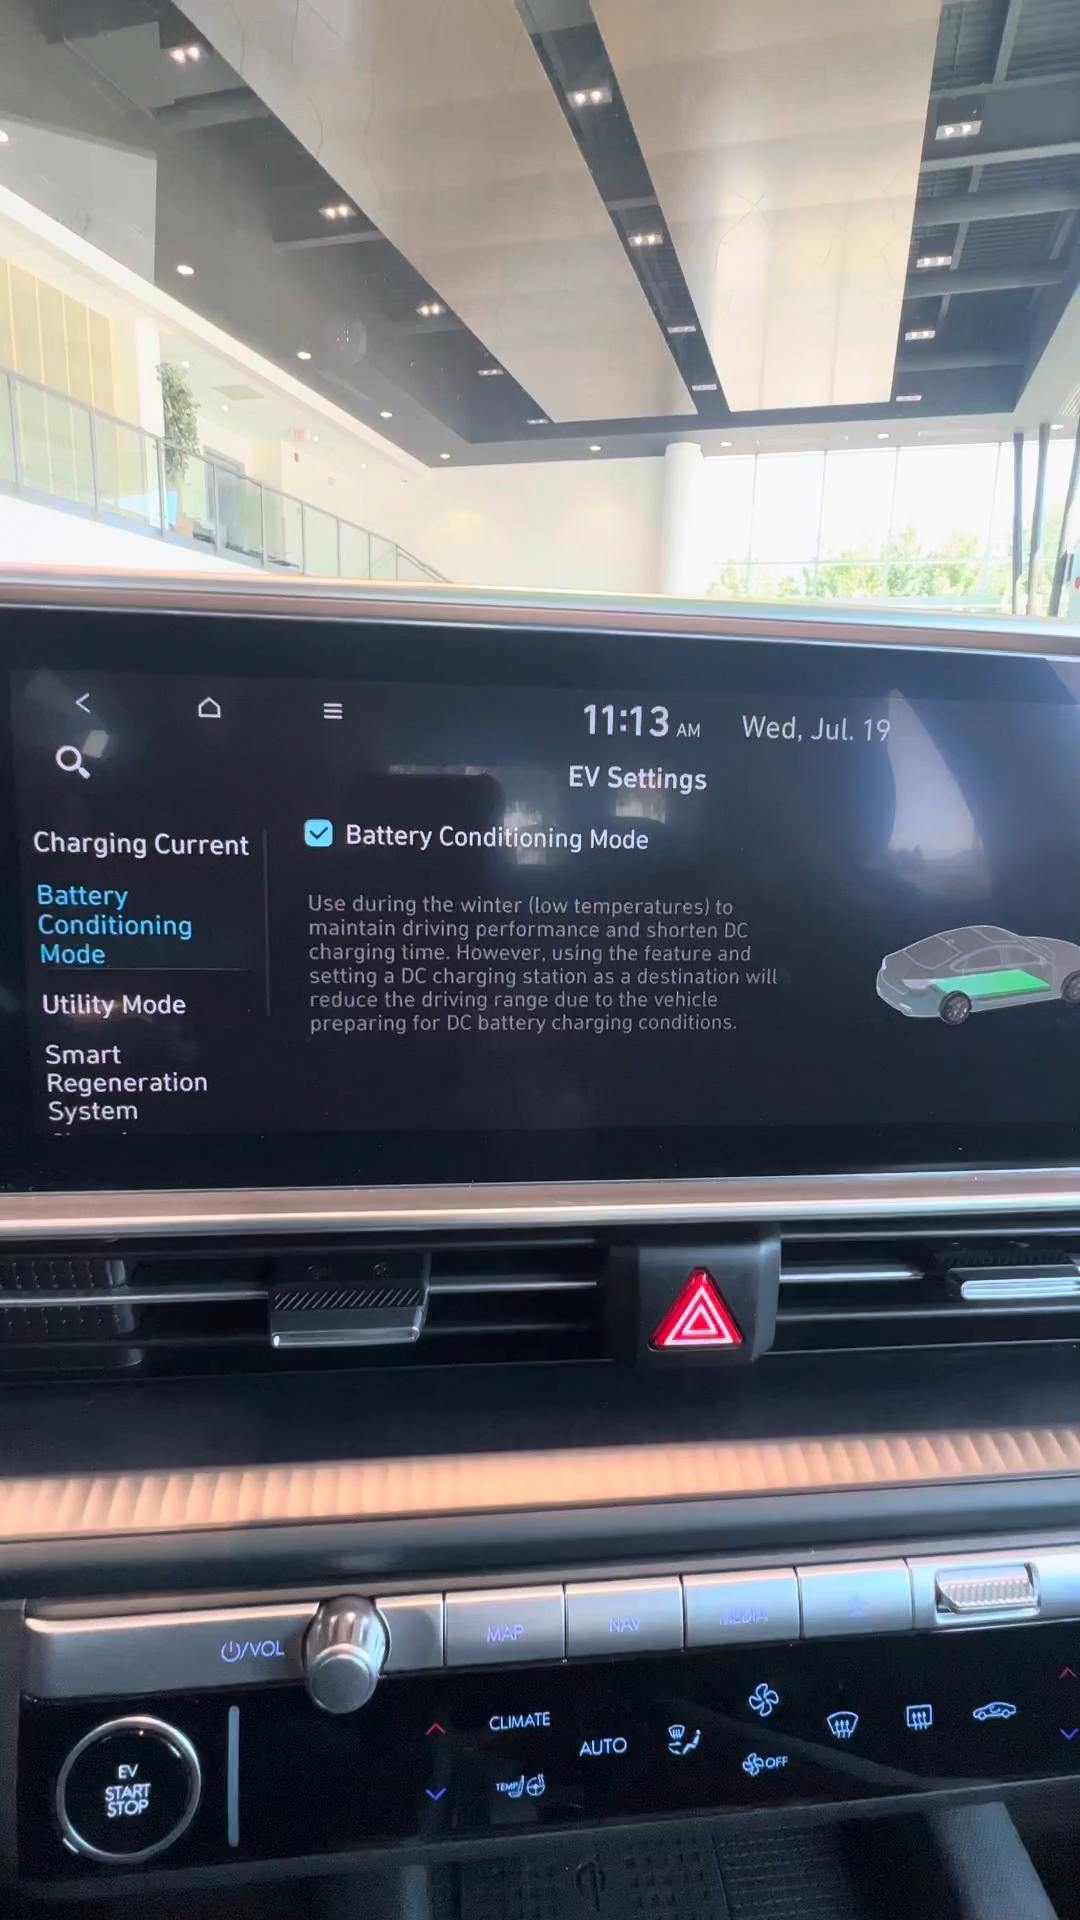 11:13 AM Wed, Jul. 19
EV Settings
Charging Current
Battery
Conditioning
Mode
Utility Mode
Smart
Regeneration
System
Battery Conditioning Mode
Use during the winter (low temperatures) to
maintain driving performance and shorten DC
charging time. However, using the feature and
setting a DC charging station as a destination will
reduce the driving range due to the vehicle
preparing for DC battery charging conditions.
/VOL
MAP
NAV
MEDIA
EV
START
STOP
CLIMATE
AUTO
TEMP
OFF